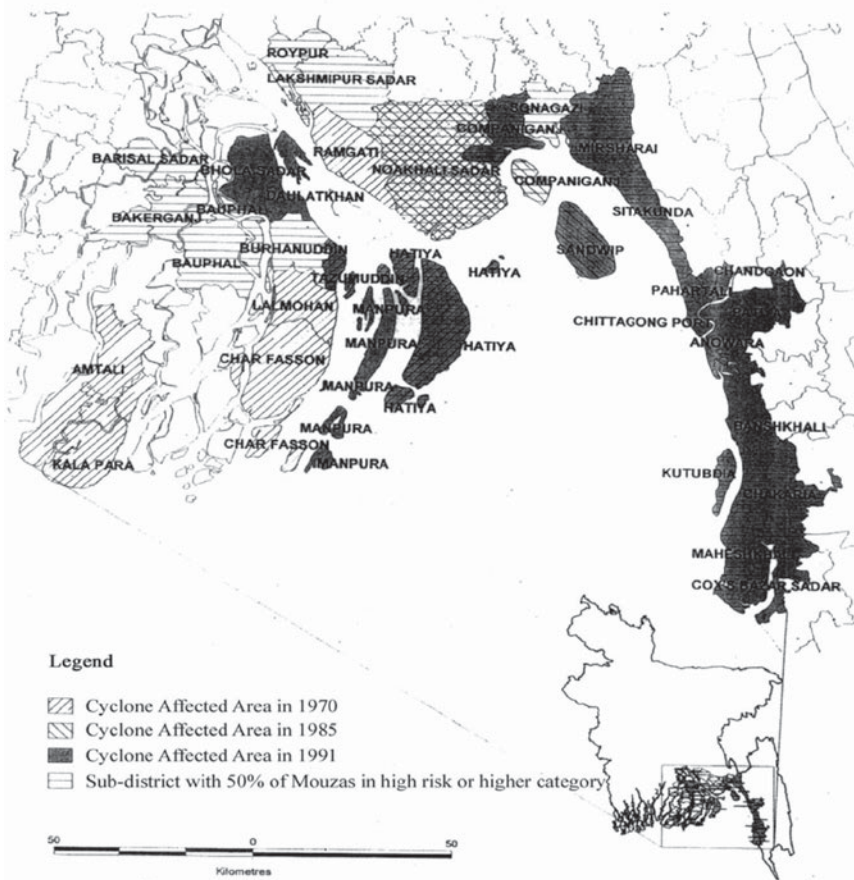 ROYPUR
LAKSHMIPUR SADAR
SONAGAZI
COMPANIGANJ
MIRSHARAI
RAMGATI
NOAKHALI SADAR
BARISAL SADAR
BHOLA SADAR
COMPANIGANJ
DAULATKHAN
BAUPHAL
BAKERGANJ
SITAKUNDA
BURHANUDDIN
HATIYA
SANDWIP
BAUPHAL
TAZUMUDDIN
HATIYA
CHANDGAON
PAHARTALI
LALMOHAN
MANPURA
CHITTAGONG PORT
ANOWARA
MANPURA
HATIYA
CHAR FASSON
AMTALI
MANPURA
HATIYA
MANPURA
BANSHKHALI
CHAR FASSON
KALA PARA
MANPURA
KUTUBDIA
CHAKARIA
COX'S BAZAR SADAR
Legend
Cyclone Affected Area in 1970
Cyclone Affected Area in 1985
Cyclone Affected Area in 1991
Sub-district with 50% of Mouzas in high risk or higher category
50 0 50
Kilometres